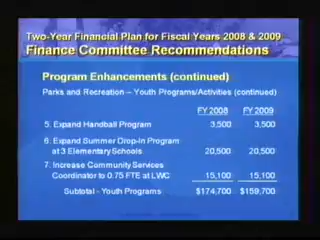 Two-Year Financial Plan for Fiscal Years 2008 & 2009
Finance Committee Recommendations
Program Enhancements (continued)
Parks and Recreation – Youth Programs/Activities (continued)
FY 2008 FY 2009
5. Expand Handball Program 3,500 3,500
6. Expand Summer Drop-In Program
at 3 Elementary Schools 20,500 20,500
7. Increase Community Services
Coordinator to 0.75 FTE at LWC 15,100 15,100
Subtotal - Youth Programs $174,700 $159,700